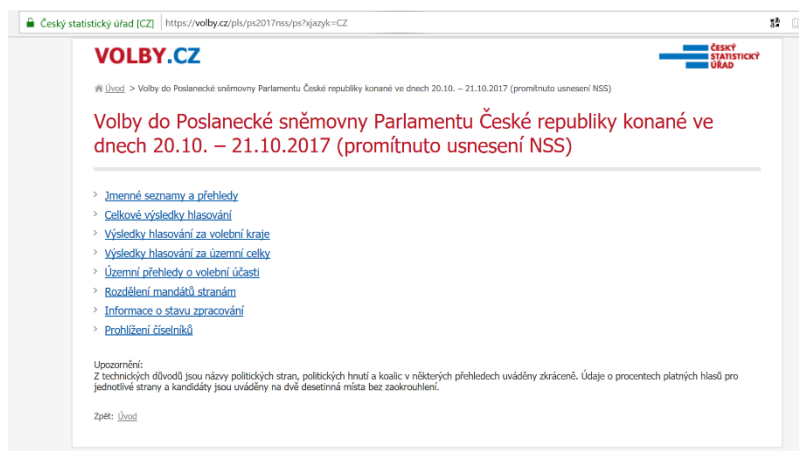 Český statistický úřad [CZ] https://volby.cz/pls/ps2017nss/ps?xjazyk=CZ
VOLBY.CZ
ČESKÝ
STATISTICKÝ
ÚŘAD
Úvod > Volby do Poslanecké sněmovny Parlamentu České republiky konané ve dnech 20.10. – 21.10.2017 (promítnuto usnesení NSS)
Volby do Poslanecké sněmovny Parlamentu České republiky konané ve
dnech 20.10. – 21.10.2017 (promítnuto usnesení NSS)
> Jmenné seznamy a přehledy
> Celkové výsledky hlasování
> Výsledky hlasování za volební kraje
> Výsledky hlasování za územní celky
> Územní přehledy o volební účasti
> Rozdělení mandátů stranám
> Informace o stavu zpracování
> Prohlížení číselníků
Upozornění:
Z technických důvodů jsou názvy politických stran, politických hnutí a koalic v některých přehledech uváděny zkráceně. Údaje o procentech platných hlasů pro
jednotlivé strany a kandidáty jsou uváděny na dvě desetinná místa bez zaokrouhlení.
Zpět: Úvod